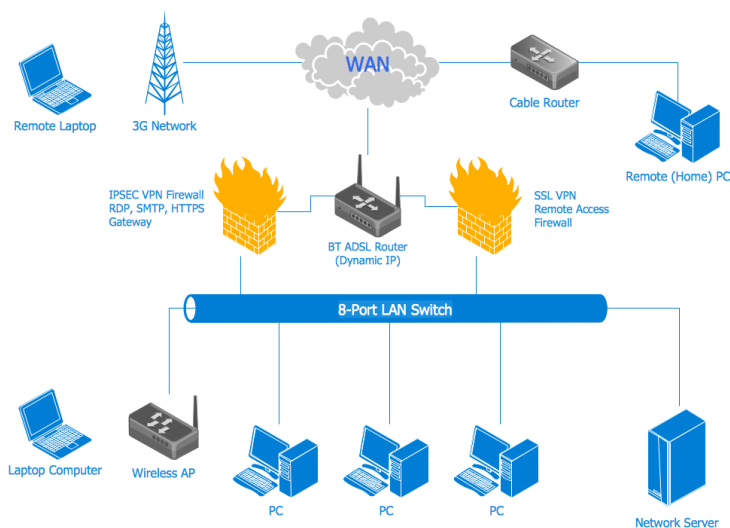 WAN
Cable Router
Remote Laptop
3G Network
Remote (Home) PC
IPSEC VPN Firewall
RDP, SMTP, HTTPS
Gateway
SSL VPN
Remote Access
Firewall
BT ADSL Router
(Dynamic IP)
8-Port LAN Switch
Laptop Computer
Wireless AP
PC
PC
PC
Network Server